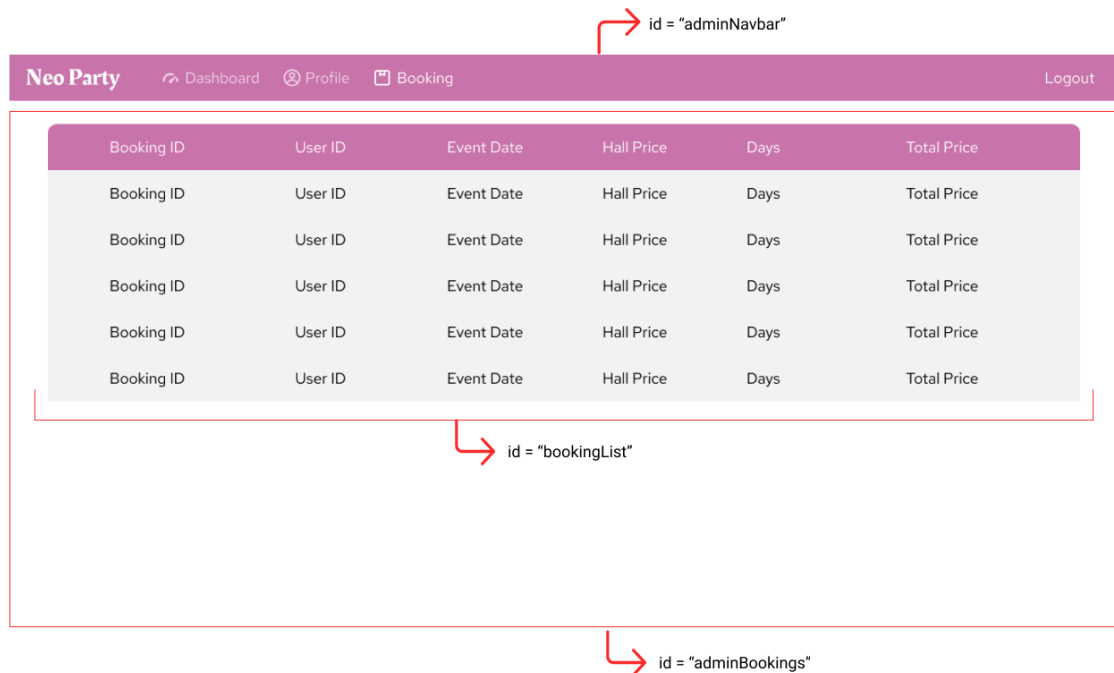 id = “adminNavbar”
Neo Party Dashboard Profile Booking Logout
Booking ID User ID Event Date Hall Price Days Total Price
Booking ID User ID Event Date Hall Price Days Total Price
Booking ID User ID Event Date Hall Price Days Total Price
Booking ID User ID Event Date Hall Price Days Total Price
Booking ID User ID Event Date Hall Price Days Total Price
Booking ID User ID Event Date Hall Price Days Total Price
id = “bookingList”
id = “adminBookings”